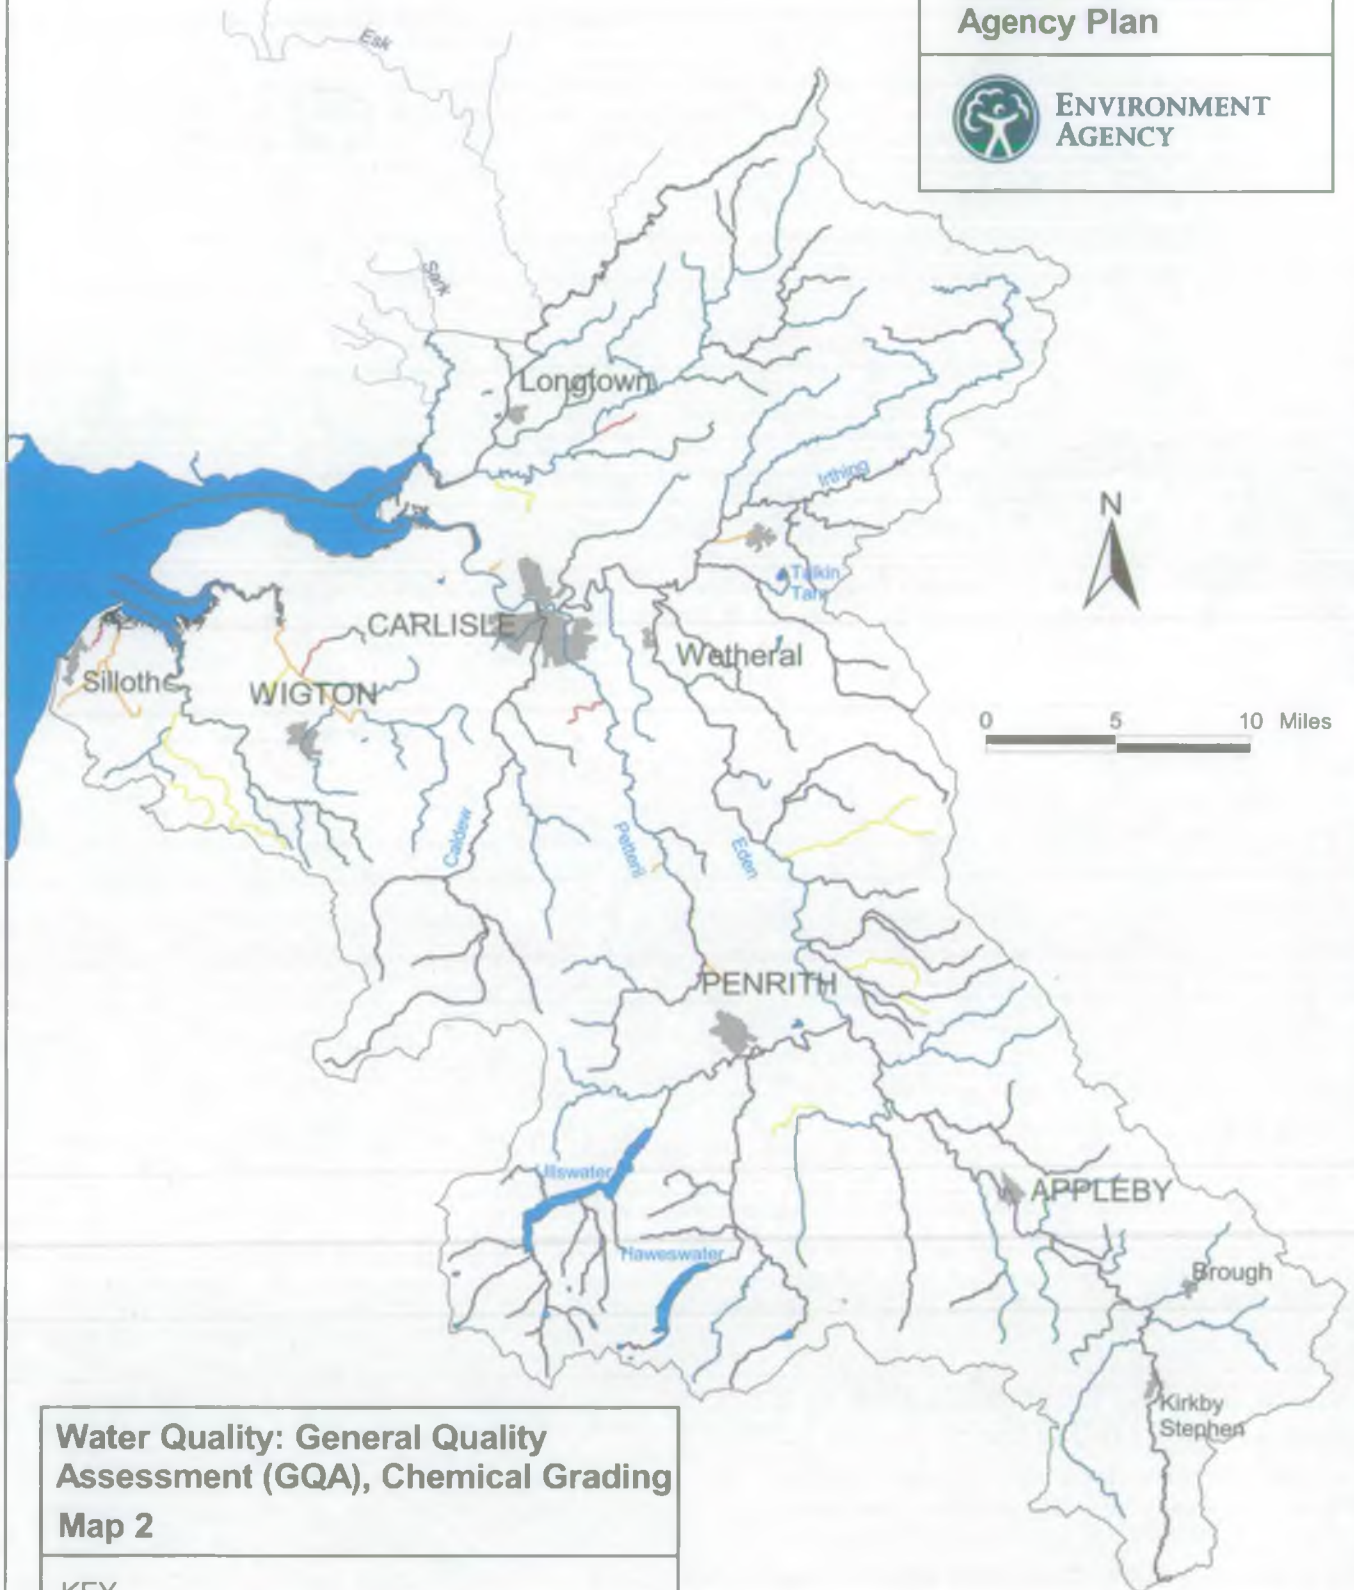 Agency Plan
ENVIRONMENT
AGENCY
Esk
Sark
Longtown
Irthing
N
Talkin
Tarn
CARLISLE
Wetheral
Silloth
WIGTON
0 5 10 Miles
Caldew
Petteril
Eden
PENRITH
Ullswater
APPLEBY
Haweswater
Brough
Kirkby
Stephen
Water Quality: General Quality
Assessment (GQA), Chemical Grading
Map 2
KEY